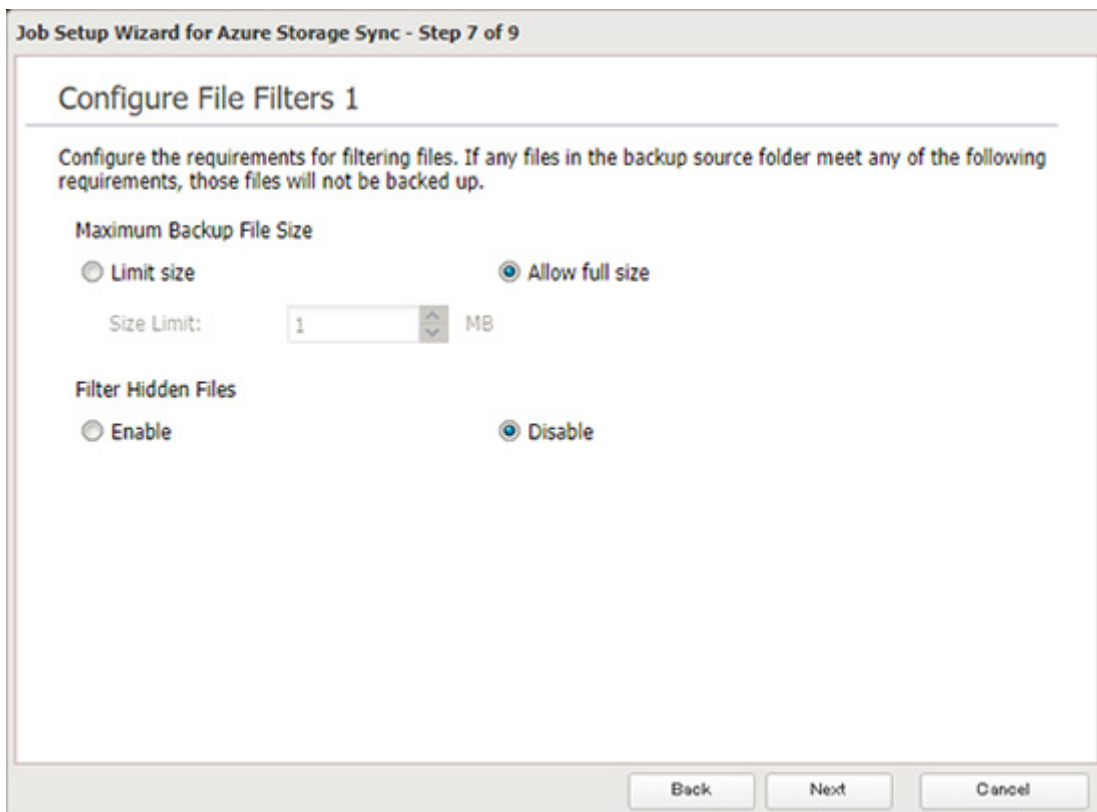 Job Setup Wizard for Azure Storage Sync - Step 7 of 9
Configure File Filters 1
Configure the requirements for filtering files. If any files in the backup source folder meet any of the following
requirements, those files will not be backed up.
Maximum Backup File Size
Limit size Allow full size
Size Limit: 1 MB
Filter Hidden Files
Enable Disable
Back Next Cancel